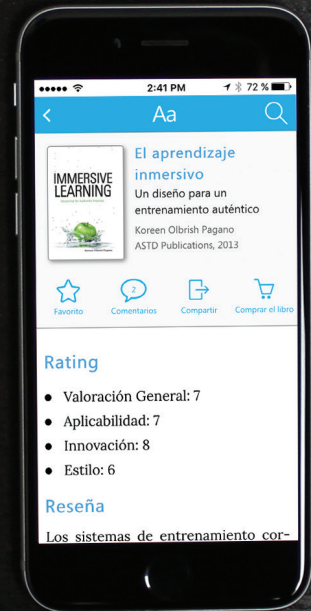 2:41 PM
72 %
Aa
IMMERSIVE
LEARNING
El aprendizaje
inmersivo
Un diseño para un
entrenamiento auténtico
Koreen Olbrish Pagano
ASTD Publications, 2013
2
Favorito
Comentarios
Compartir
Comprar el libro
Rating
● Valoración General: 7
● Aplicabilidad: 7
● Innovación: 8
● Estilo: 6
Reseña
Los sistemas de entrenamiento cor-